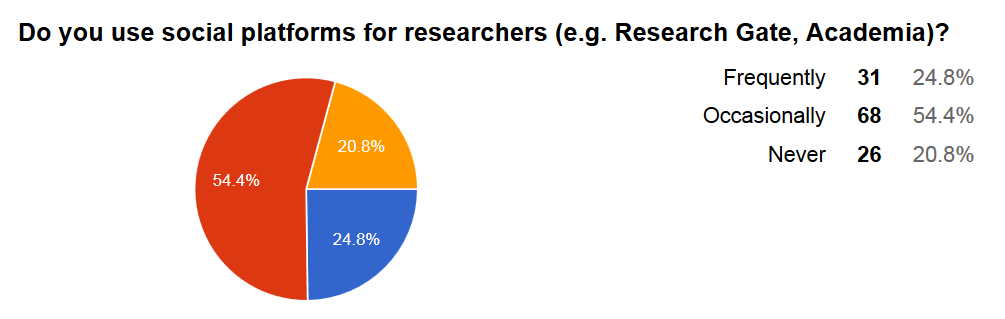 Do you use social platforms for researchers (e.g. Research Gate, Academia)?
Frequently 31 24.8%
Occasionally 68 54.4%
Never 26 20.8%
20.8%
54.4%
24.8%